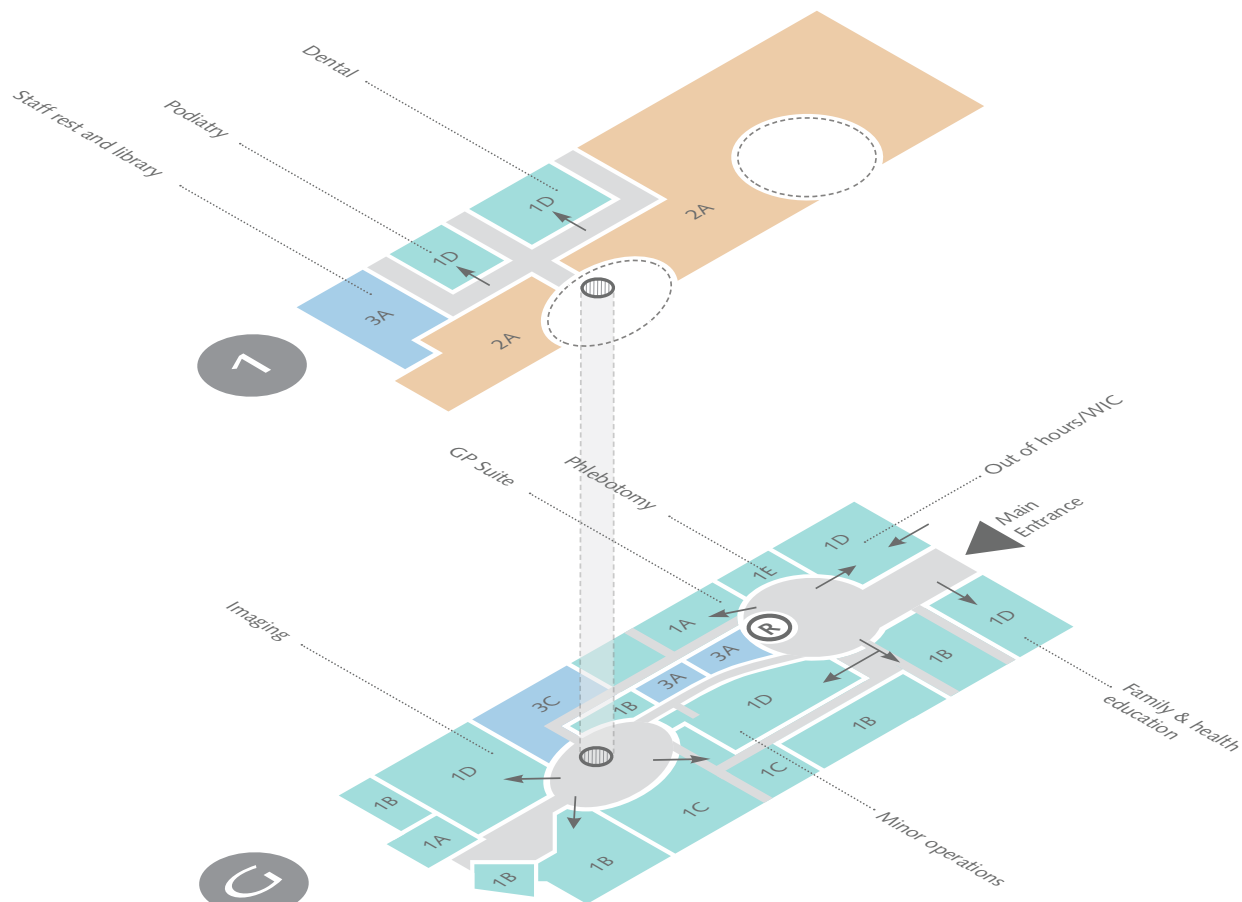 Dental
Podiatry
Staff rest and library
1D
2A
1D
3A
2A
1
Out of hours/WIC
GP Suite
Phlebotomy
Main
Entrance
1D
1E
1A
R
1D
1B
3A
3A
Imaging
3C
1B
1D
1B
Family & health
education
1D
1C
1B
1A
1C
Minor operations
1B
1B
G